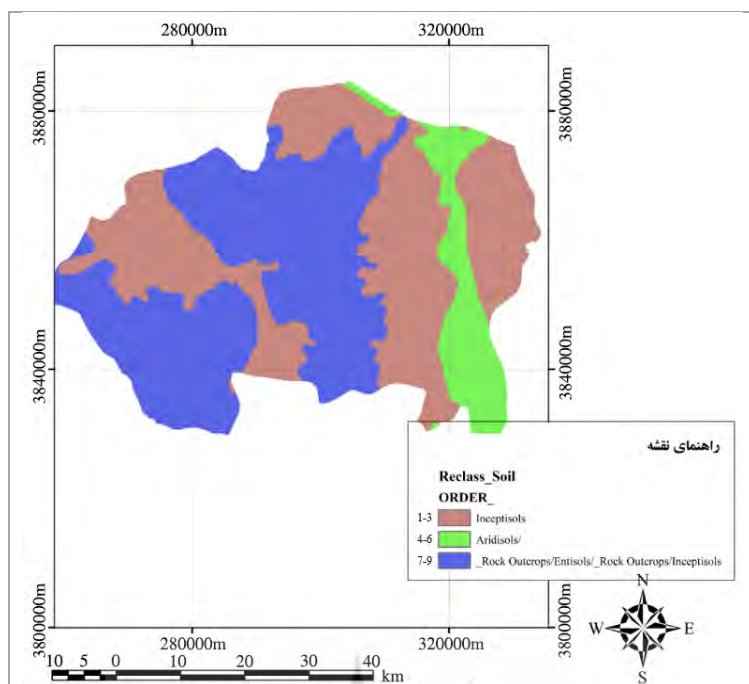 280000m 320000m
3880000m 3880000m
3840000m 3840000m
راهنمای نقشه
Reclass_Soil
ORDER_
1-3 Inceptisols
4-6 Aridisols/
7-9 _Rock Outcrops/Entisols/_Rock Outcrops/Inceptisols
3800000m 3800000m
280000m 320000m
N
W E
S
10 5 0 10 20 30 40
km